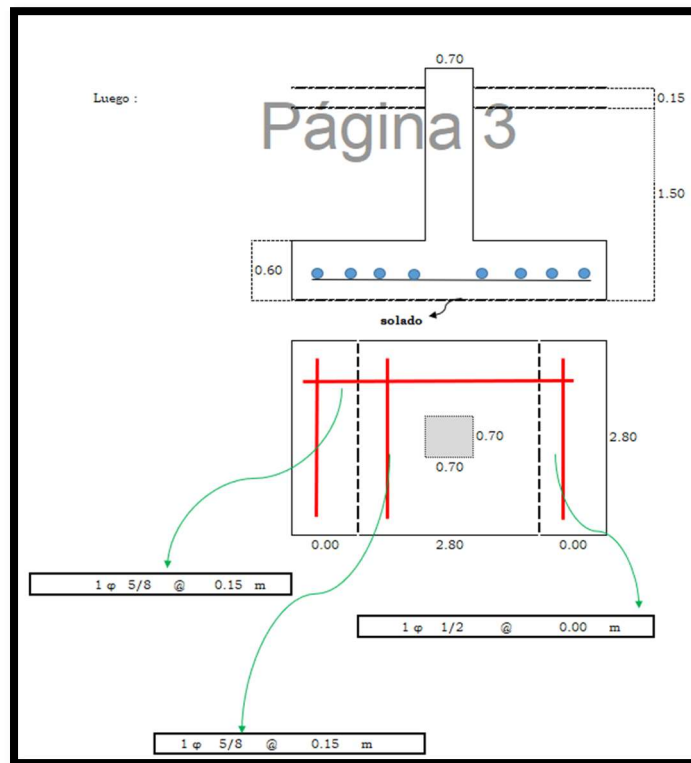 0.70
Luego :
0.15
Página 3
1.50
0.60
solado
0.70
2.80
0.70
0.00 2.80 0.00
1 φ 5/8 @ 0.15 m
1 φ 1/2 @ 0.00 m
1 φ 5/8 @ 0.15 m